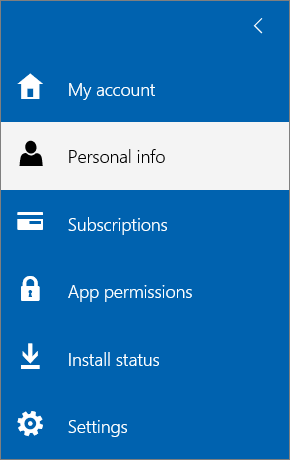 My account
Personal info
Subscriptions
App permissions
Install status
Settings